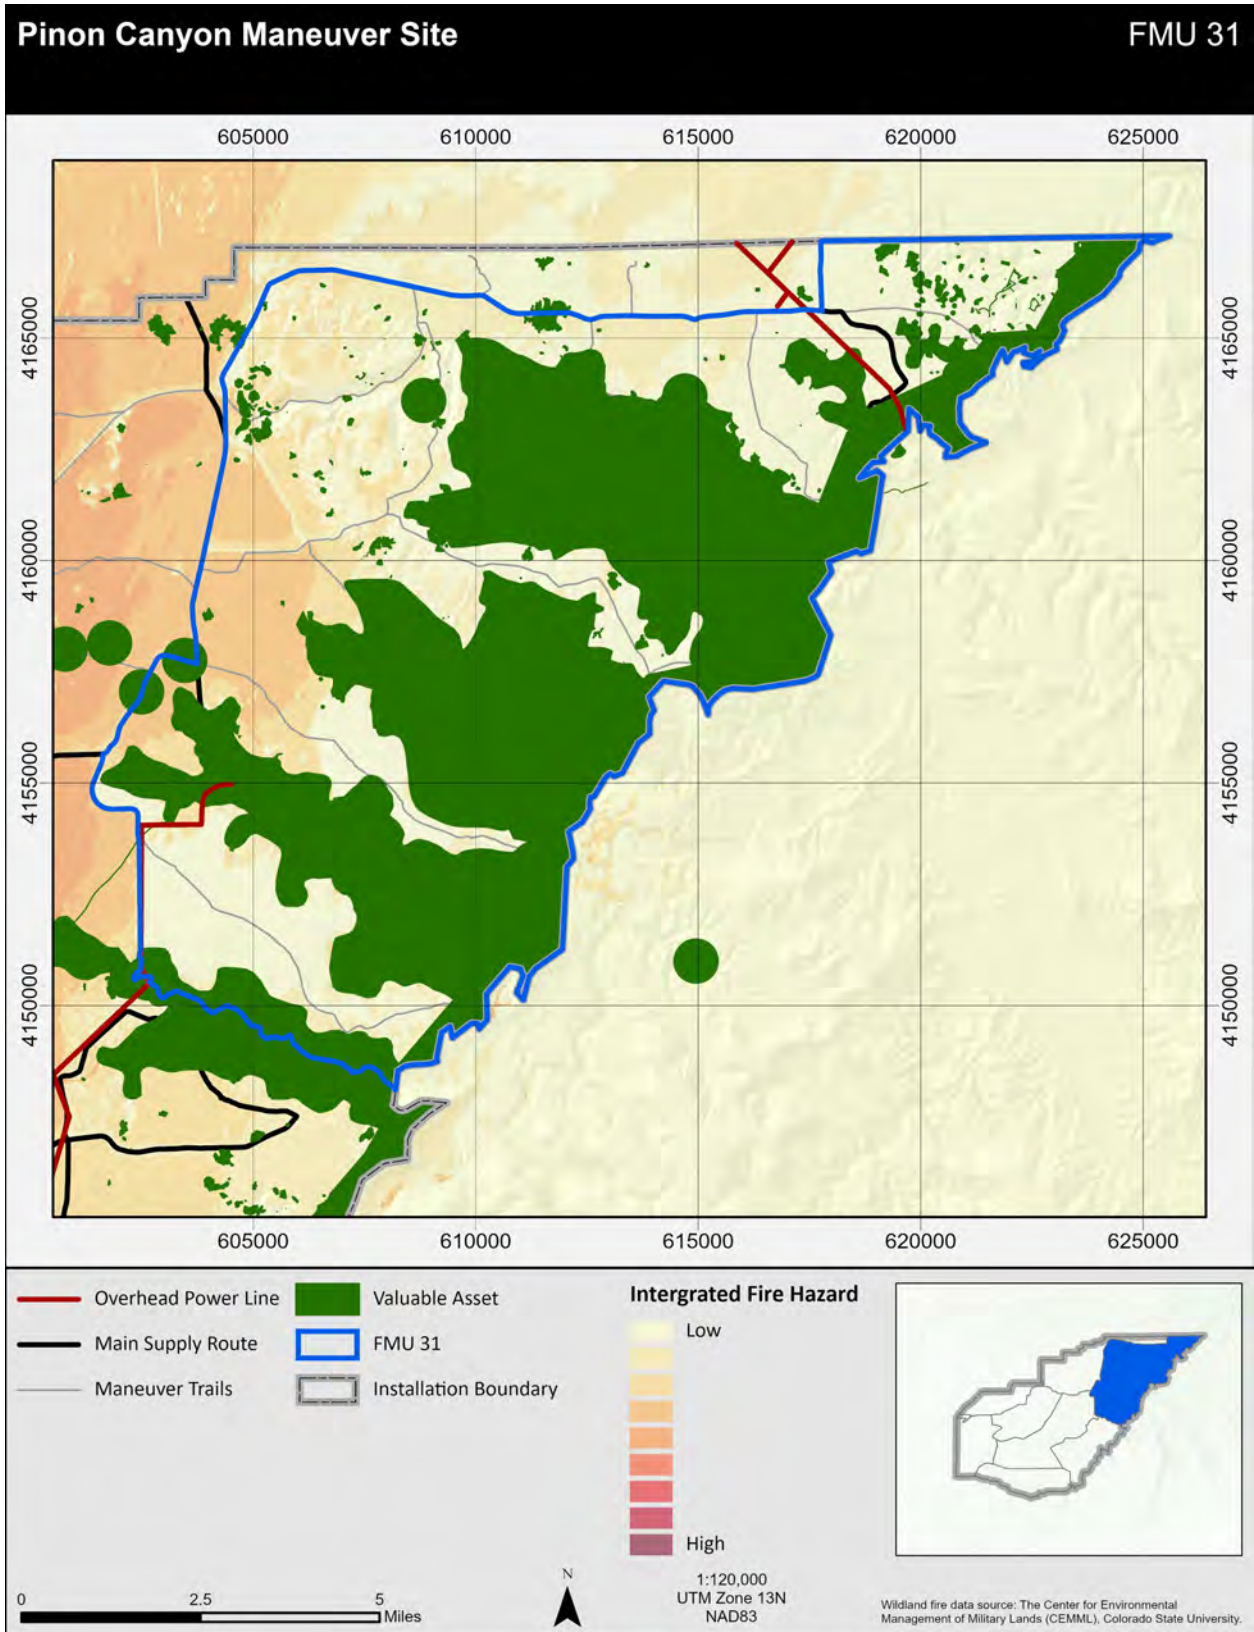 Pinon Canyon Maneuver Site
FMU 31
605000 610000 615000 620000 625000
4165000
4165000
4160000
4160000
4155000
4155000
4150000
4150000
605000 610000 615000 620000 625000
Overhead Power Line
Valuable Asset
Main Supply Route
FMU 31
Maneuver Trails
Installation Boundary
Intergrated Fire Hazard
Low
High
0 2.5 5
Miles
N
1:120,000
UTM Zone 13N
NAD83
Wildland fire data source: The Center for Environmental
Management of Military Lands (CEMML), Colorado State University.